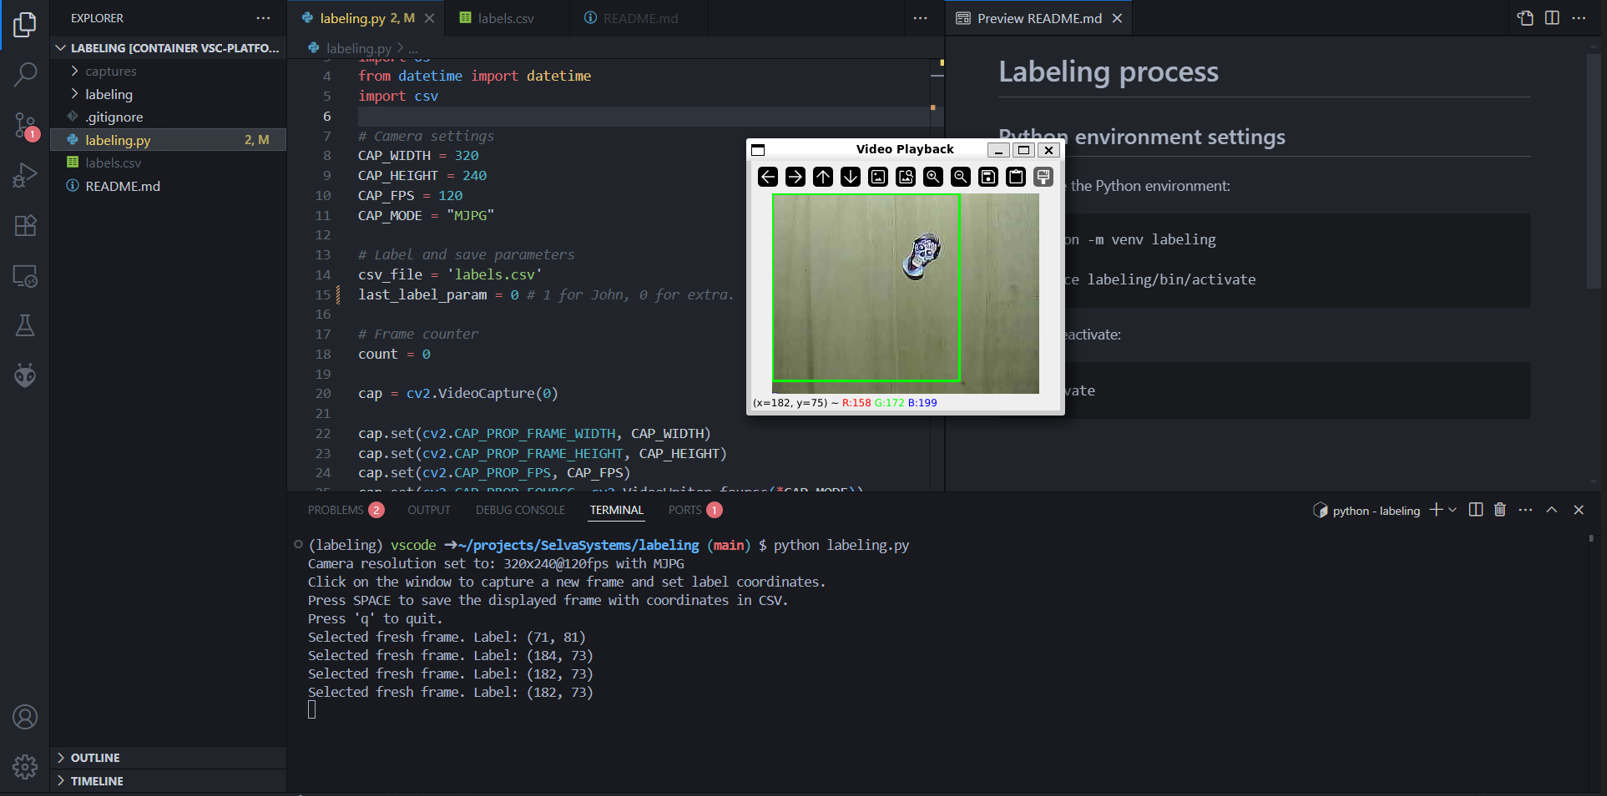 EXPLORER
LABELING [CONTAINER VSC-PLATFO...
captures
labeling
.gitignore
labeling.py 2, M
labels.csv
README.md
OUTLINE
TIMELINE
1
labeling.py 2, M
labels.csv
README.md
labeling.py > ...
4 from datetime import datetime
5 import csv
6
7 # Camera settings
8 CAP_WIDTH = 320
9 CAP_HEIGHT = 240
10 CAP_FPS = 120
11 CAP_MODE = "MJPG"
12
13 # Label and save parameters
14 csv_file = 'labels.csv'
15 last_label_param = 0 # 1 for John, 0 for extra.
16
17 # Frame counter
18 count = 0
19
20 cap = cv2.VideoCapture(0)
21
22 cap.set(cv2.CAP_PROP_FRAME_WIDTH, CAP_WIDTH)
23 cap.set(cv2.CAP_PROP_FRAME_HEIGHT, CAP_HEIGHT)
24 cap.set(cv2.CAP_PROP_FPS, CAP_FPS)
Preview README.md
Labeling process
Python environment settings
e the Python environment:
on -m venv labeling
ce labeling/bin/activate
eactivate:
vate
Video Playback
(x=182, y=75) ~ R:158 G:172 B:199
PROBLEMS 2 OUTPUT DEBUG CONSOLE TERMINAL PORTS 1
python - labeling
(labeling) vscode ➜~/projects/SelvaSystems/labeling (main) $ python labeling.py
Camera resolution set to: 320x240@120fps with MJPG
Click on the window to capture a new frame and set label coordinates.
Press SPACE to save the displayed frame with coordinates in CSV.
Press 'q' to quit.
Selected fresh frame. Label: (71, 81)
Selected fresh frame. Label: (184, 73)
Selected fresh frame. Label: (182, 73)
Selected fresh frame. Label: (182, 73)